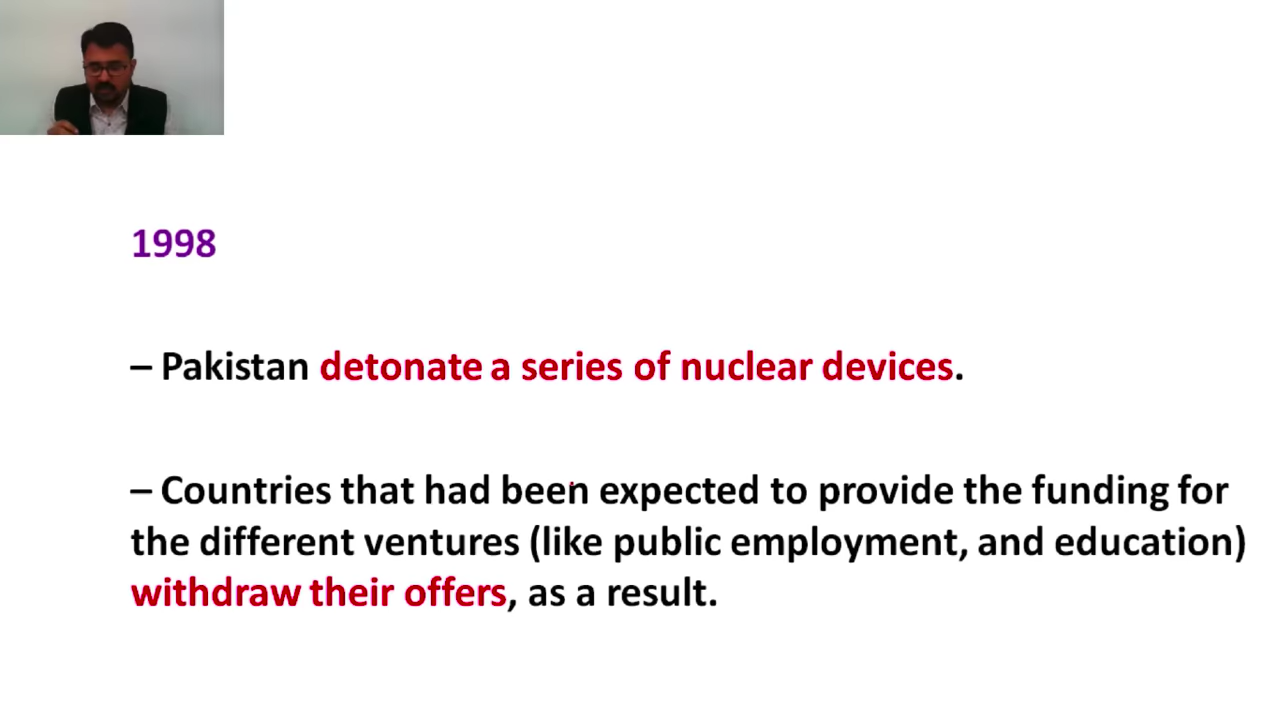 1998
– Pakistan detonate a series of nuclear devices.
– Countries that had been expected to provide the funding for
the different ventures (like public employment, and education)
withdraw their offers, as a result.